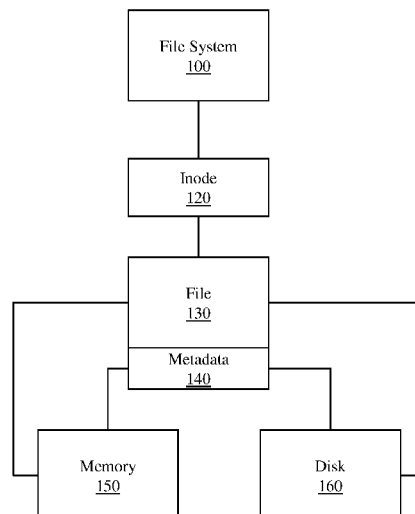 File System
100
Inode
120
File
130
Metadata
140
Memory
150
Disk
160